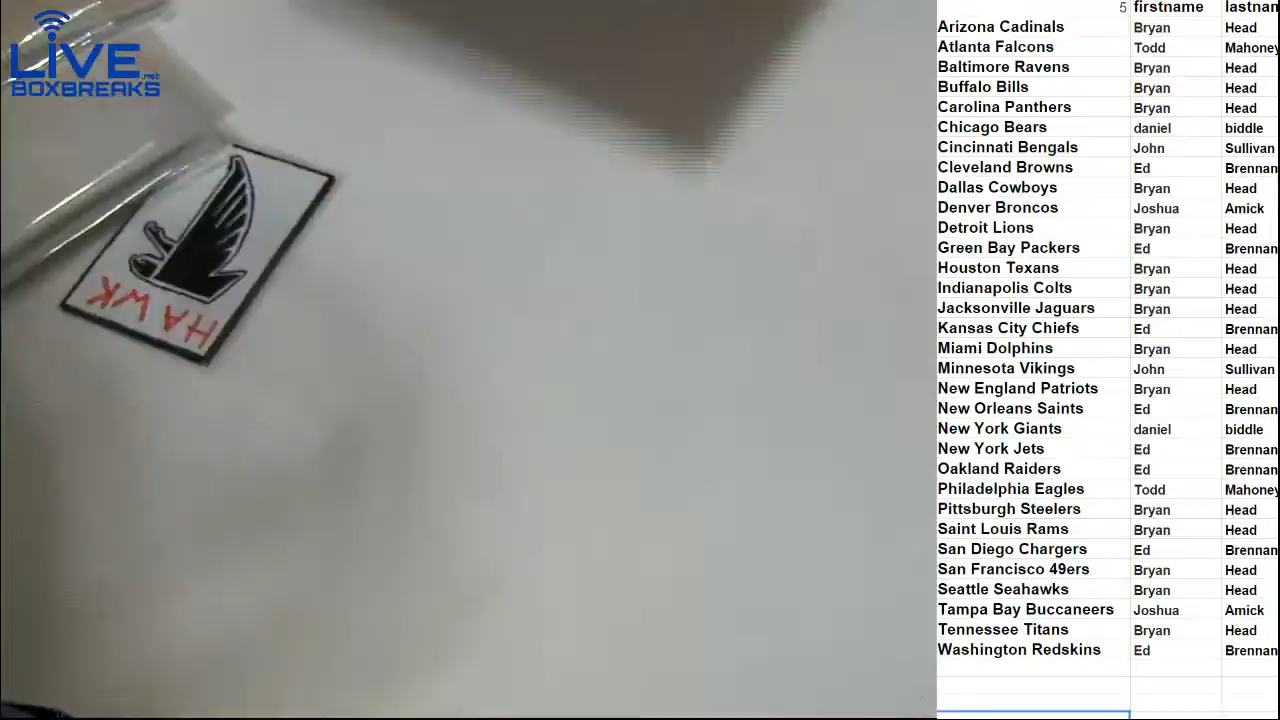 LIVE.net
BOXBREAKS
HAWK
5 firstname lastnam
Arizona Cadinals Bryan Head
Atlanta Falcons Todd Mahoney
Baltimore Ravens Bryan Head
Buffalo Bills Bryan Head
Carolina Panthers Bryan Head
Chicago Bears daniel biddle
Cincinnati Bengals John Sullivan
Cleveland Browns Ed Brennan
Dallas Cowboys Bryan Head
Denver Broncos Joshua Amick
Detroit Lions Bryan Head
Green Bay Packers Ed Brennan
Houston Texans Bryan Head
Indianapolis Colts Bryan Head
Jacksonville Jaguars Bryan Head
Kansas City Chiefs Ed Brennan
Miami Dolphins Bryan Head
Minnesota Vikings John Sullivan
New England Patriots Bryan Head
New Orleans Saints Ed Brennan
New York Giants daniel biddle
New York Jets Ed Brennan
Oakland Raiders Ed Brennan
Philadelphia Eagles Todd Mahoney
Pittsburgh Steelers Bryan Head
Saint Louis Rams Bryan Head
San Diego Chargers Ed Brennan
San Francisco 49ers Bryan Head
Seattle Seahawks Bryan Head
Tampa Bay Buccaneers Joshua Amick
Tennessee Titans Bryan Head
Washington Redskins Ed Brennan